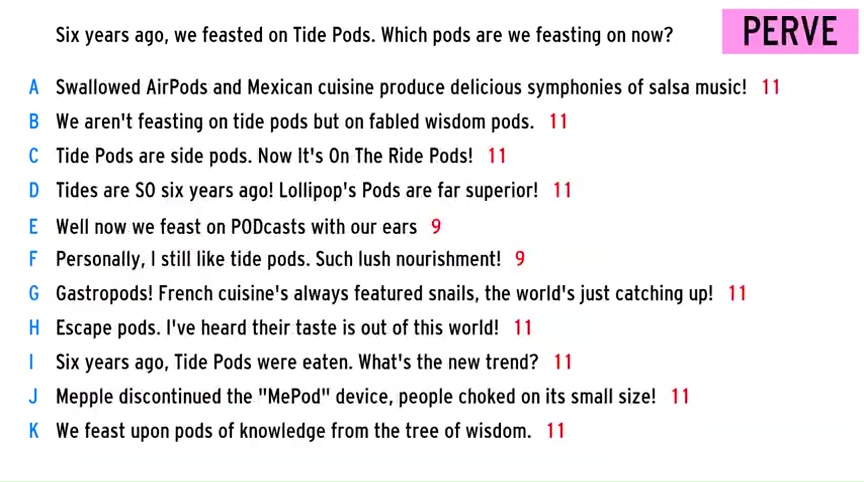 Six years ago, we feasted on Tide Pods. Which pods are we feasting on now?
PERVE
A Swallowed AirPods and Mexican cuisine produce delicious symphonies of salsa music! 11
B We aren't feasting on tide pods but on fabled wisdom pods. 11
C Tide Pods are side pods. Now It's On The Ride Pods! 11
D Tides are SO six years ago! Lollipop's Pods are far superior! 11
E Well now we feast on PODcasts with our ears 9
F Personally, I still like tide pods. Such lush nourishment! 9
G Gastropods! French cuisine's always featured snails, the world's just catching up! 11
H Escape pods. I've heard their taste is out of this world! 11
I Six years ago, Tide Pods were eaten. What's the new trend? 11
J Mepple discontinued the "MePod" device, people choked on its small size! 11
K We feast upon pods of knowledge from the tree of wisdom. 11